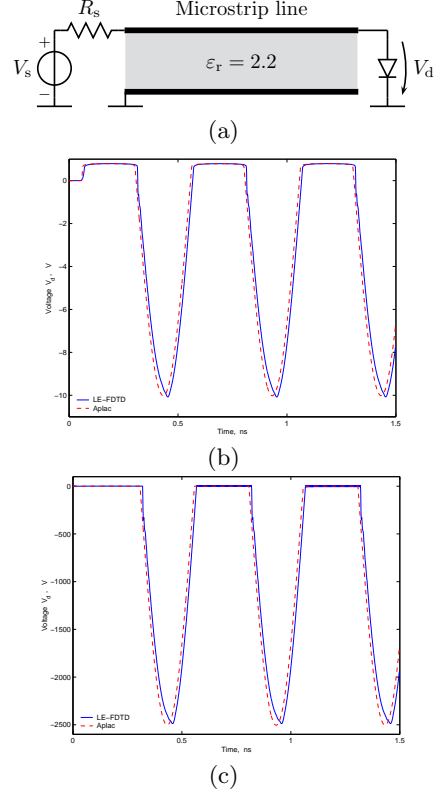 Microstrip line
R_s
+
V_s
−
ε_r = 2.2
V_d
(a)
0
−2
−4
−6
−8
−10
Voltage V_d , V
LE−FDTD
Aplac
0
0.5
1
1.5
Time, ns
(b)
0
−500
−1000
−1500
−2000
−2500
Voltage V_d , V
LE−FDTD
Aplac
0
0.5
1
1.5
Time, ns
(c)